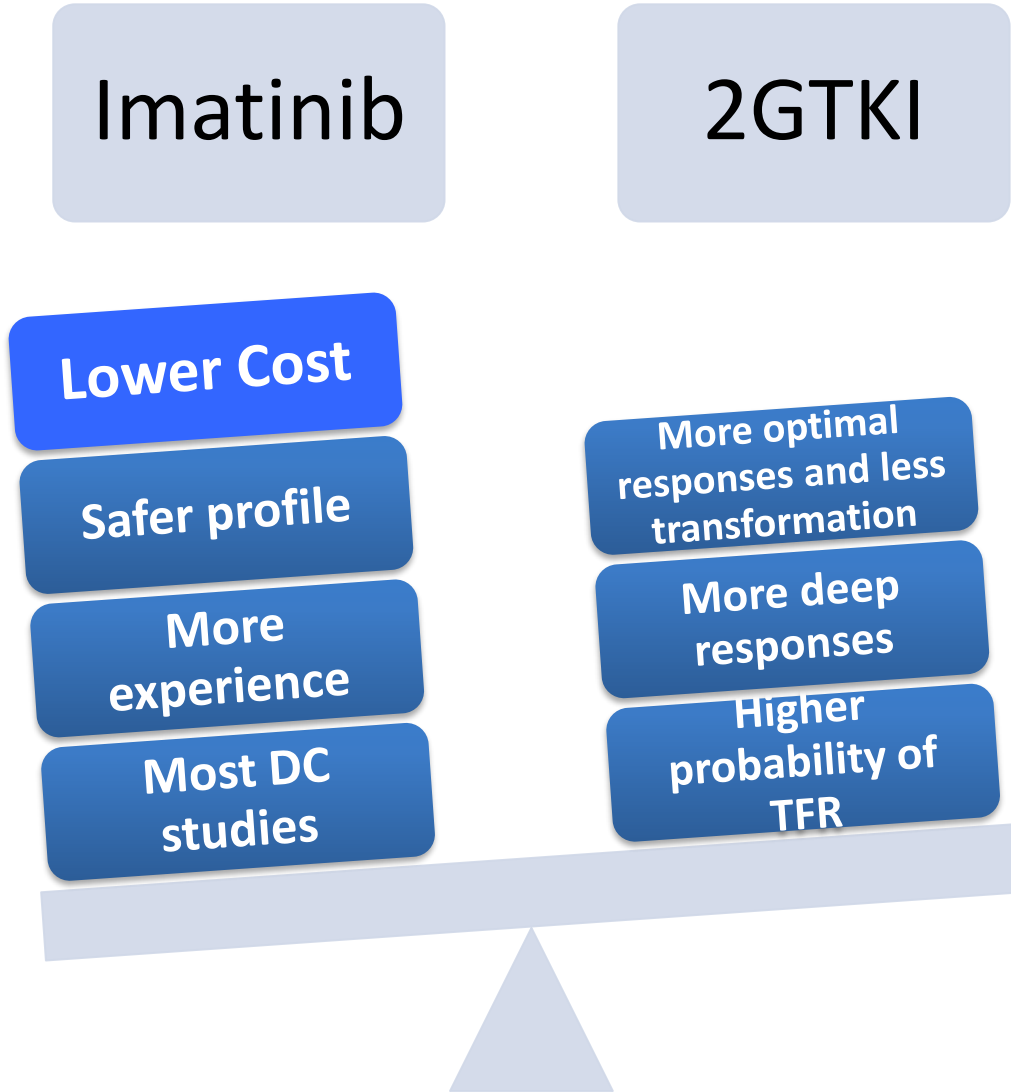 Imatinib
2GTKI
Lower Cost
Safer profile
More
experience
Most DC
studies
More optimal
responses and less
transformation
More deep
responses
Higher
probability of
TFR